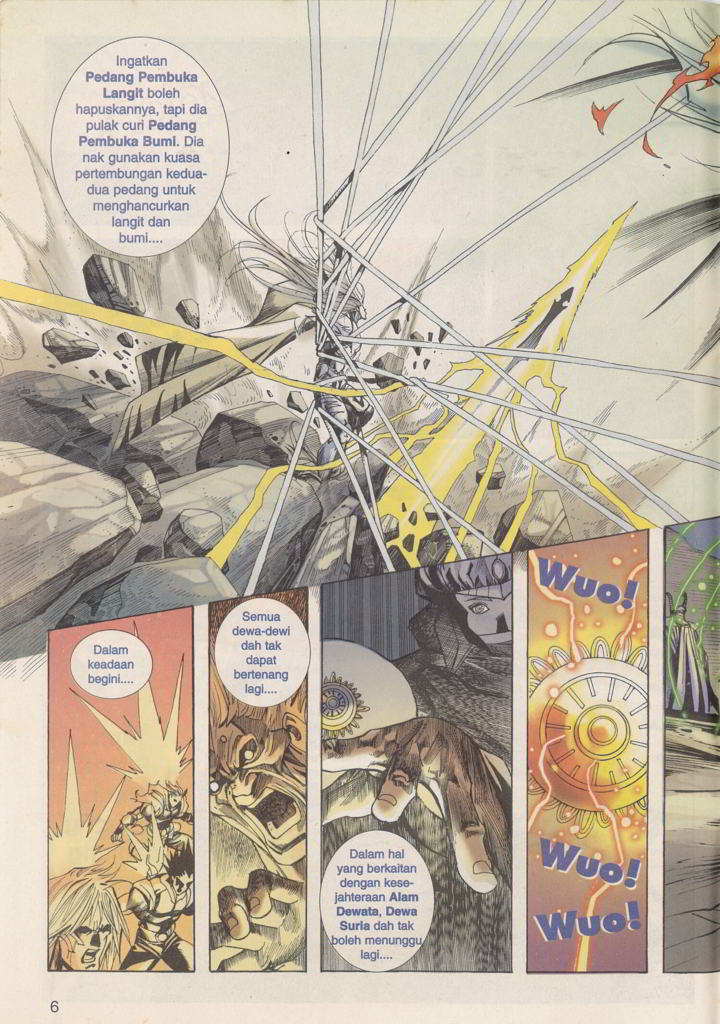 Ingatkan
Pedang Pembuka
Langit boleh
hapuskannya, tapi dia
pulak curi Pedang
Pembuka Bumi. Dia
nak gunakan kuasa
pertembungan kedua-
dua pedang untuk
menghancurkan
langit dan
bumi....
Dalam
keadaan
begini....
Semua
dewa-dewi
dah tak
dapat
bertenang
lagi....
Dalam hal
yang berkaitan
dengan kese-
jahteraan Alam
Dewata, Dewa
Suria dah tak
boleh menunggu
lagi....
Wuo!
Wuo!
Wuo!
6